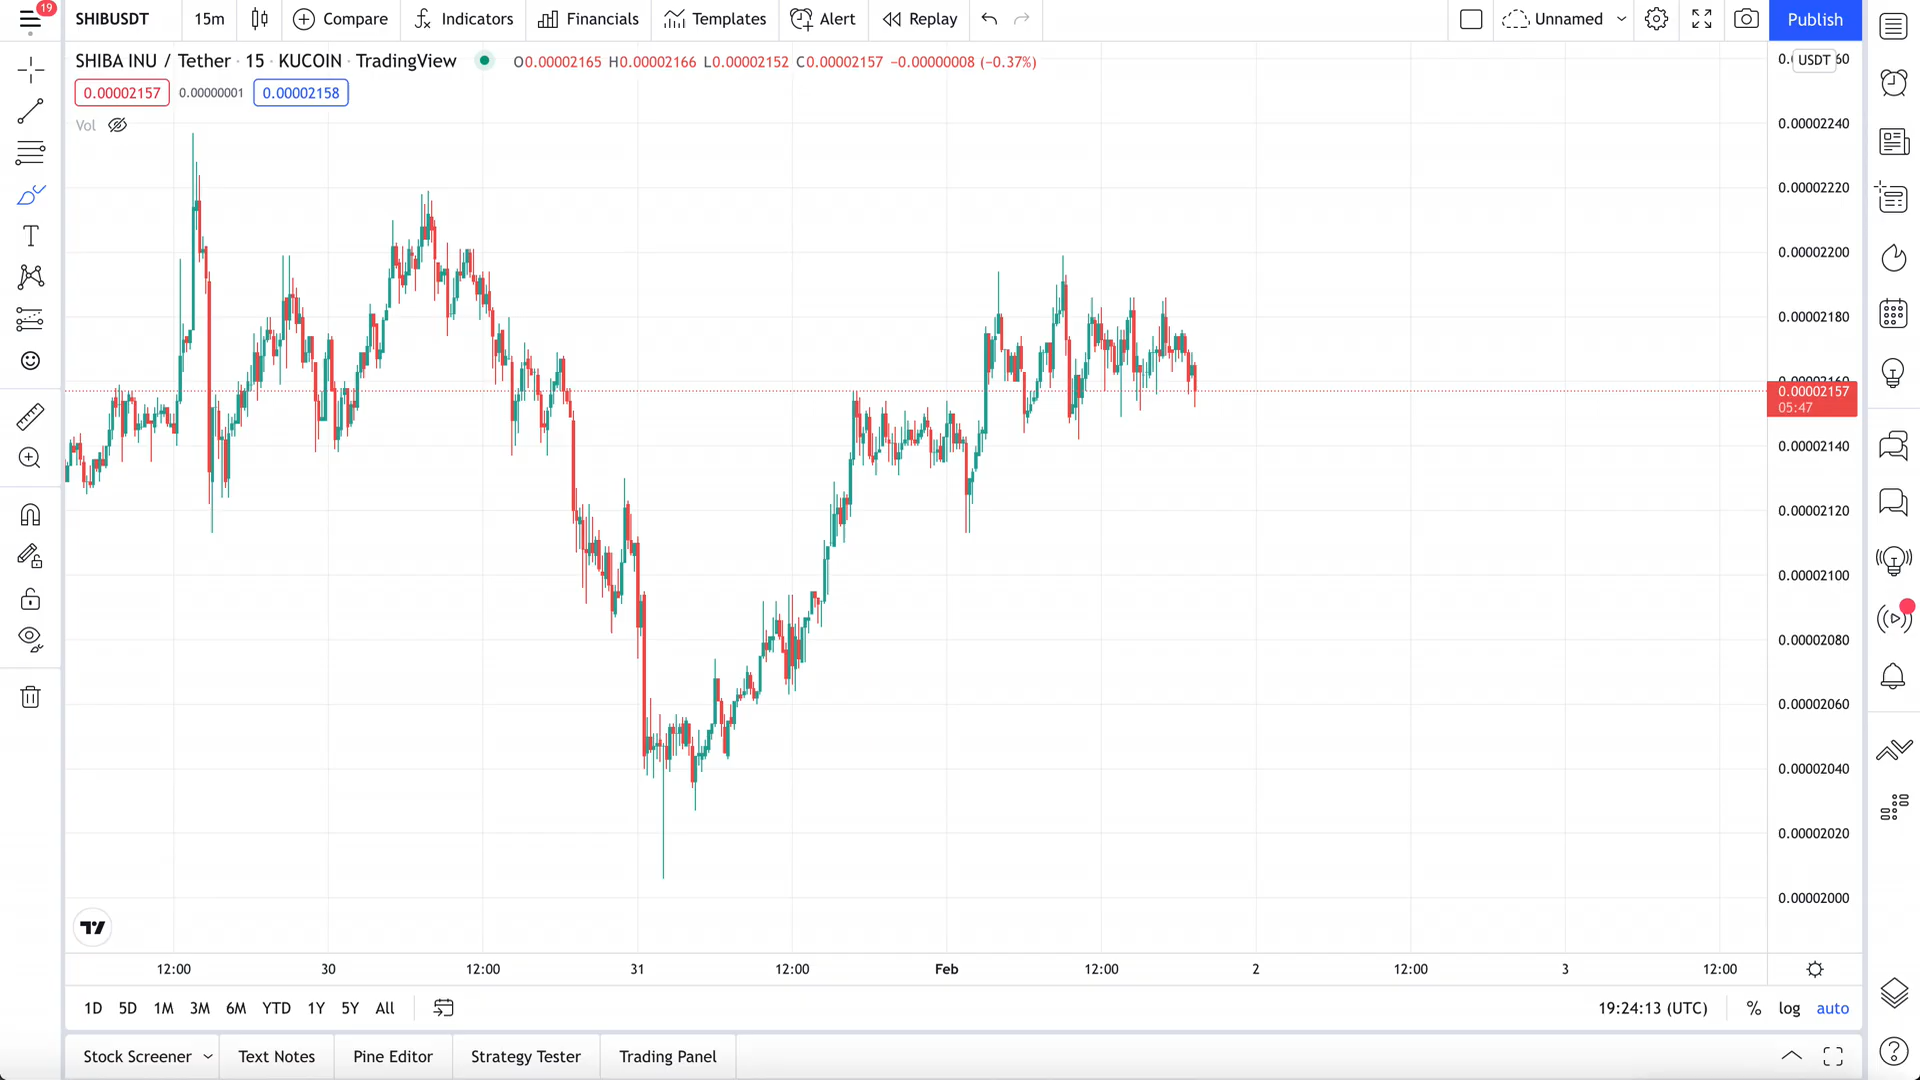 19
SHIBUSDT 15m Compare Indicators Financials Templates Alert Replay Unnamed Publish
SHIBA INU / Tether · 15 · KUCOIN · TradingView O0.00002165 H0.00002166 L0.00002152 C0.00002157 −0.00000008 (−0.37%)
0.00002157 0.00000001 0.00002158
Vol
USDT
0.00002240
0.00002220
0.00002200
0.00002180
0.00002160
0.00002157
05:47
0.00002140
0.00002120
0.00002100
0.00002080
0.00002060
0.00002040
0.00002020
0.00002000
12:00 30 12:00 31 12:00 Feb 12:00 2 12:00 3 12:00
1D 5D 1M 3M 6M YTD 1Y 5Y All 19:24:13 (UTC) % log auto
Stock Screener Text Notes Pine Editor Strategy Tester Trading Panel